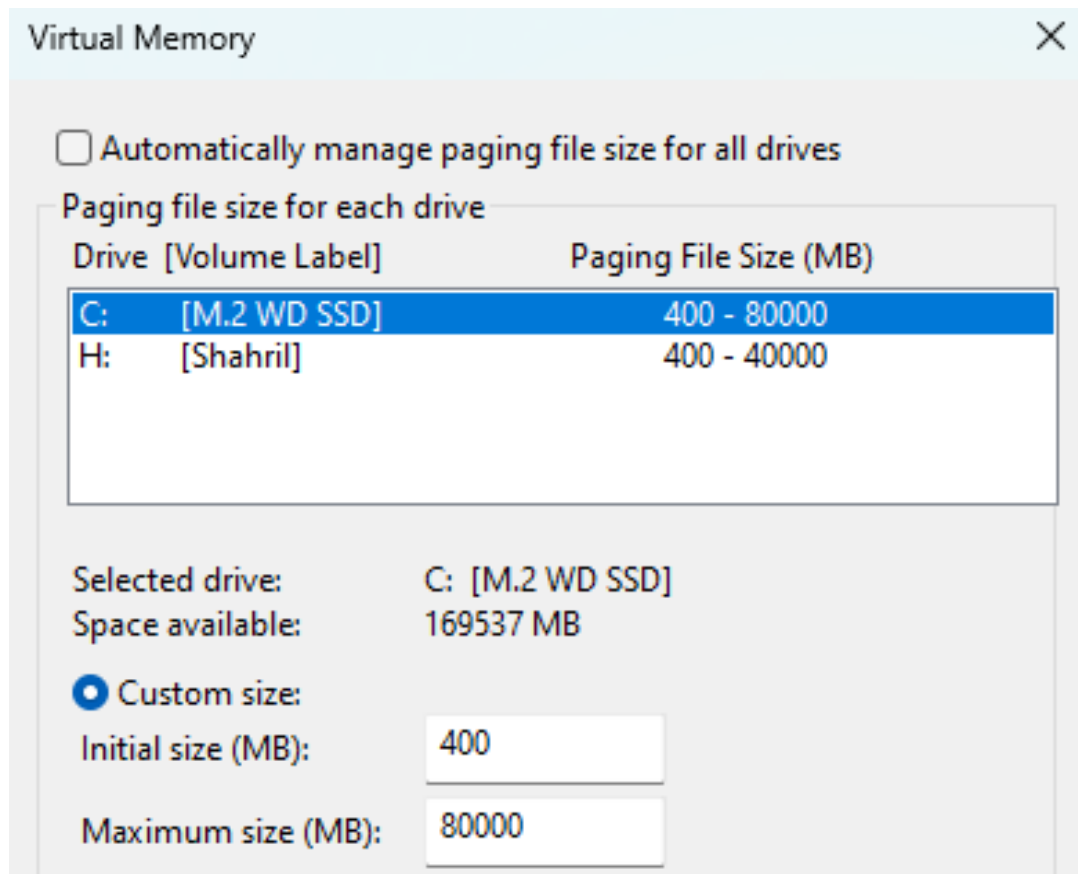 Virtual Memory
Automatically manage paging file size for all drives
Paging file size for each drive
Drive [Volume Label] Paging File Size (MB)
C: [M.2 WD SSD] 400 - 80000
H: [Shahril] 400 - 40000
Selected drive: C: [M.2 WD SSD]
Space available: 169537 MB
Custom size:
Initial size (MB): 400
Maximum size (MB): 80000